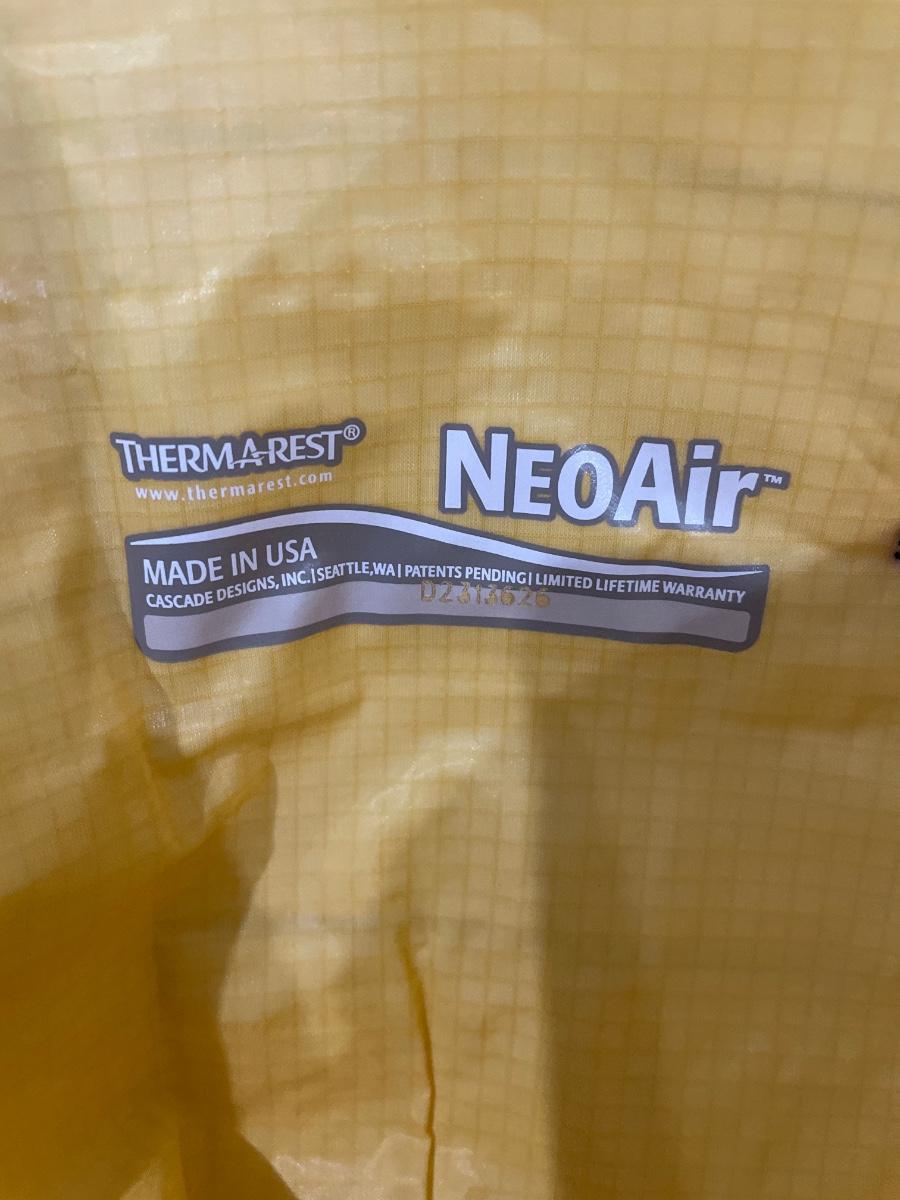 THERM-A-REST®
www.thermarest.com
NEOAir™
MADE IN USA
CASCADE DESIGNS, INC.|SEATTLE,WA| PATENTS PENDING| LIMITED LIFETIME WARRANTY
D2313626